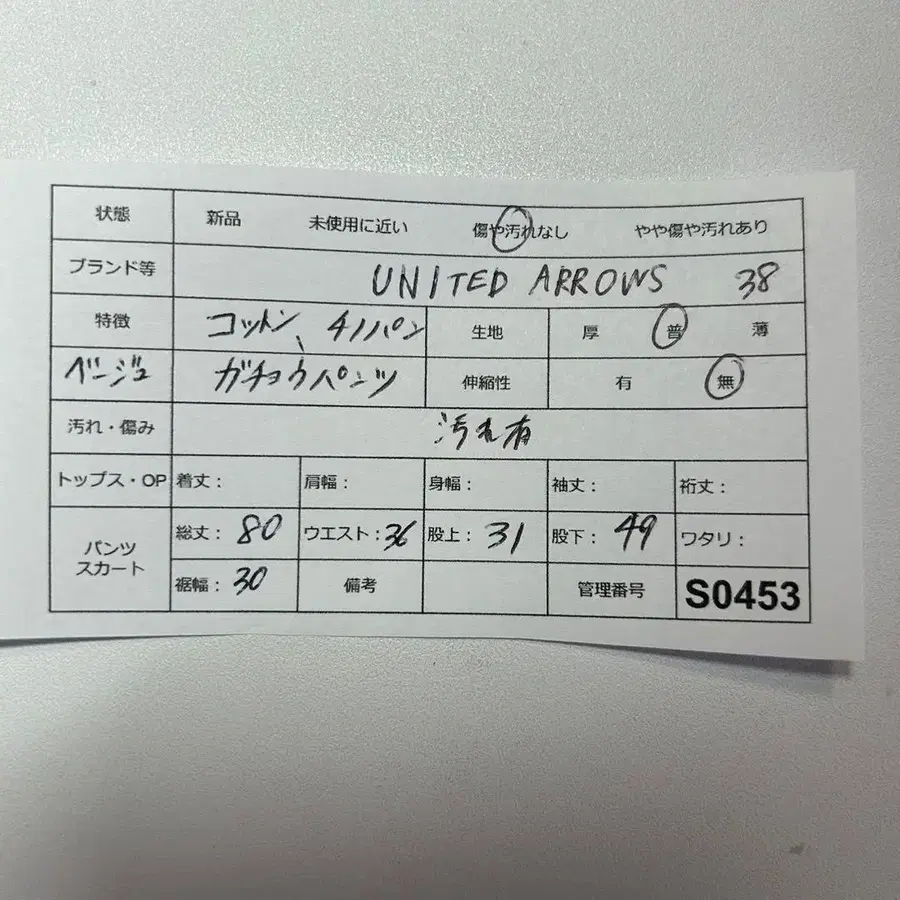 状態 新品 未使用に近い 傷や汚れなし やや傷や汚れあり
ブランド等 UNITED ARROWS 38
特徴 コットン、チノパン 生地 厚 普 薄
ベージュ ガチョウパンツ 伸縮性 有 無
汚れ・傷み 汚れ有
トップス・OP 着丈: 肩幅: 身幅: 袖丈: 裄丈:
パンツ スカート 総丈: 80 ウエスト: 36 股上: 31 股下: 49 ワタリ:
裾幅: 30 備考 管理番号 S0453